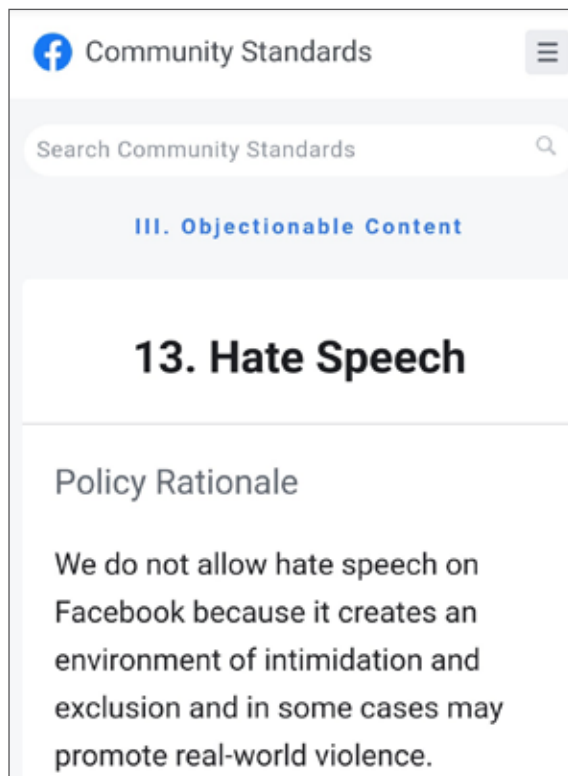 Community Standards
Search Community Standards
III. Objectionable Content
13. Hate Speech
Policy Rationale
We do not allow hate speech on
Facebook because it creates an
environment of intimidation and
exclusion and in some cases may
promote real-world violence.